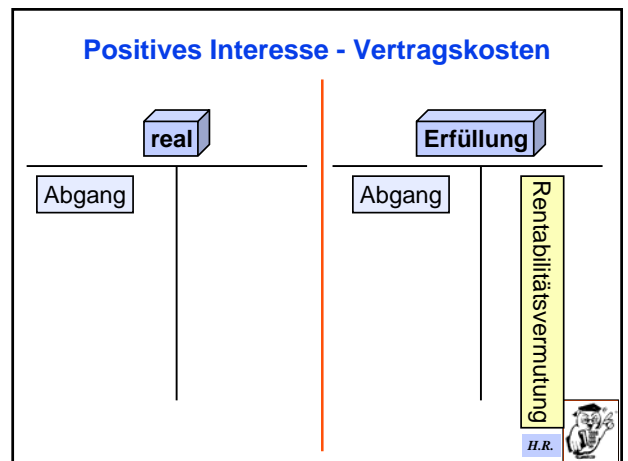 Positives Interesse - Vertragskosten
real
Erfüllung
Abgang
Abgang
Rentabilitätsvermutung
H.R.